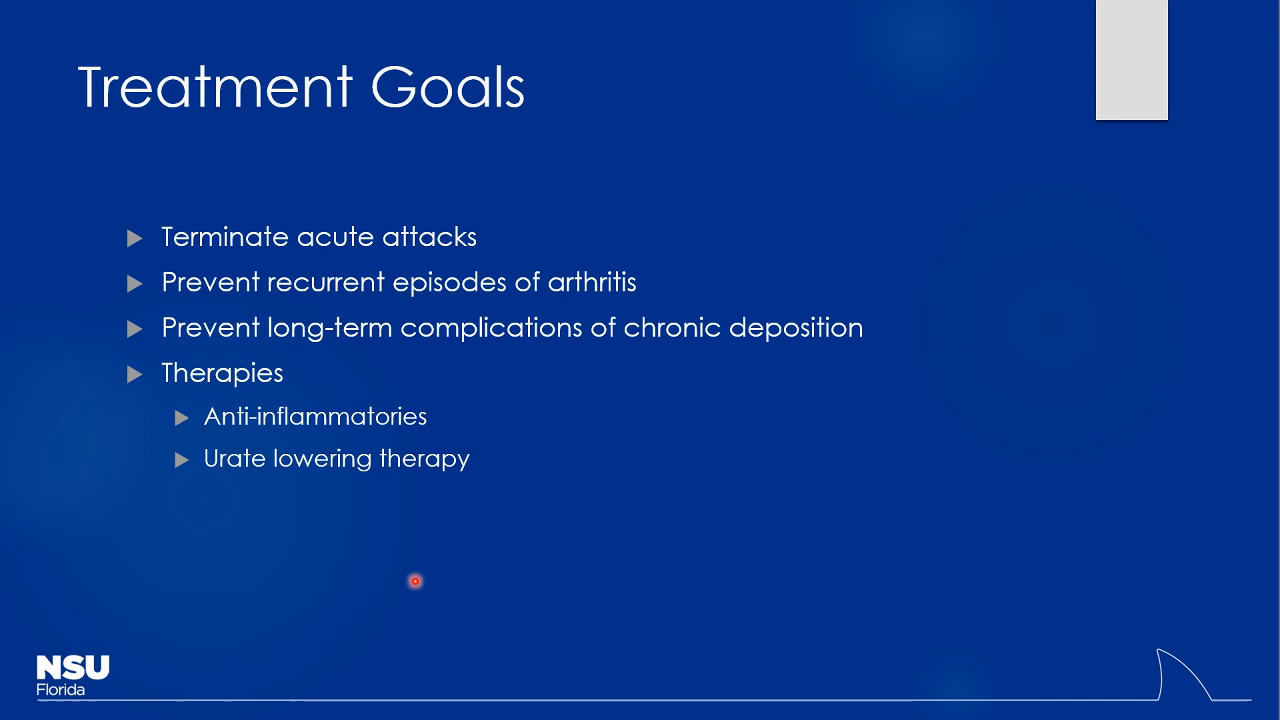 Treatment Goals
Terminate acute attacks
Prevent recurrent episodes of arthritis
Prevent long-term complications of chronic deposition
Therapies
Anti-inflammatories
Urate lowering therapy
NSU
Florida